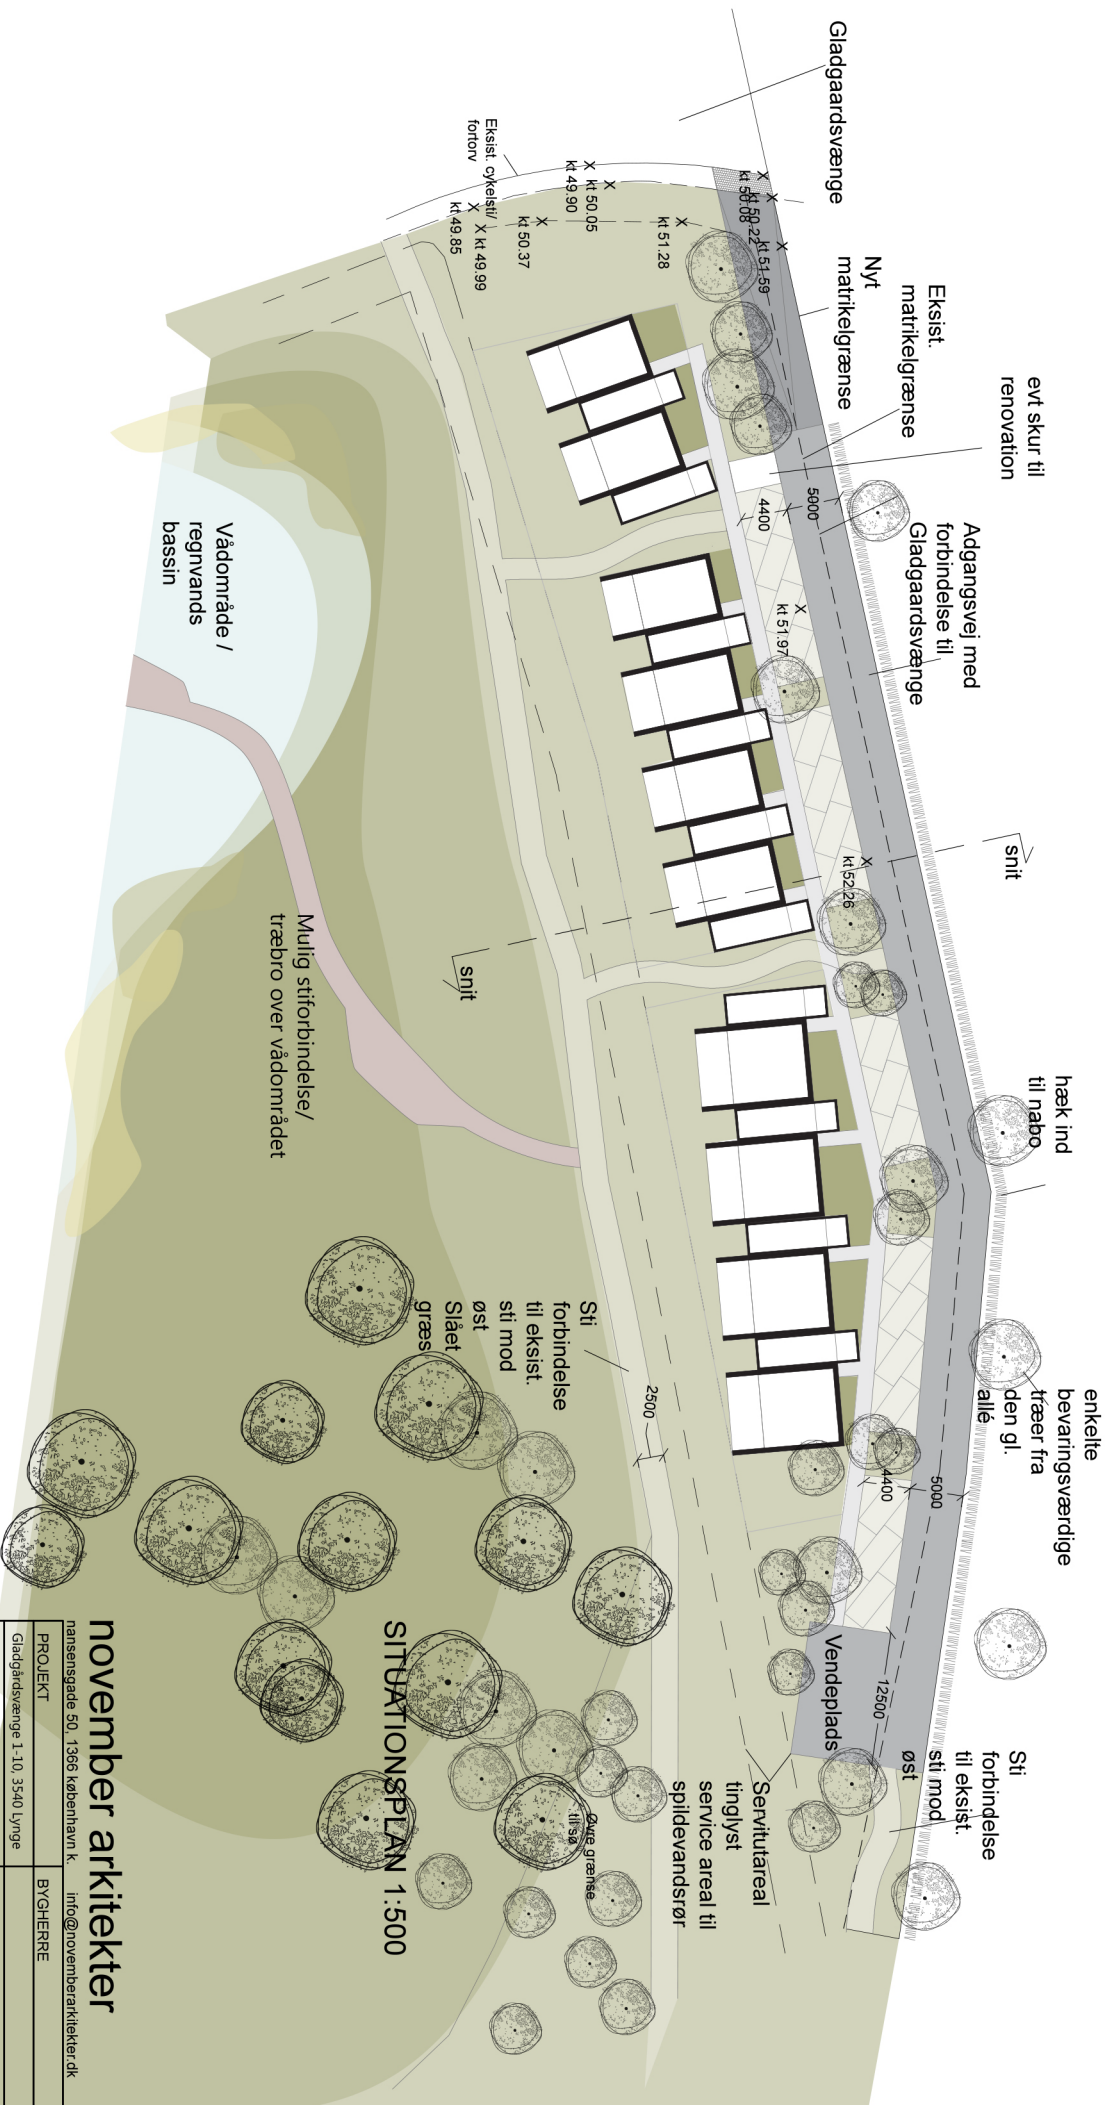 Gladgaardsvænge
Nyt
matrikelgrænse
Eksist.
matrikelgrænse
evt skur til
renovation
Adgangsvej med
forbindelse til
Gladgaardsvænge
snit
hæk ind
til nabo
enkelte
bevaringsværdige
træer fra
den gl.
allé
Sti
forbindelse
til eksist.
sti mod
øst
Eksist. cykelsti/
fortorv
kt 50.08
kt 50.22
kt 51.59
kt 49.90
kt 50.05
kt 51.28
kt 50.37
kt 49.85
kt 49.99
5000
4400
kt 51.97
kt 52.26
5000
4400
12500
Vendeplads
Servitutareal
tinglyst
service areal til
spildevandsrør
2500
snit
Sti
forbindelse
til eksist.
sti mod
øst
Slået
græs
Øvre grænse
til sø
Vådområde /
regnvands
bassin
Mulig stiforbindelse/
træbro over vådområdet
SITUATIONSPLAN 1:500
november arkitekter
nansensgade 50, 1366 københavn k. info@novemberarkitekter.dk
PROJEKT
BYGHERRE
Gladgårdsvænge 1-10, 3540 Lynge